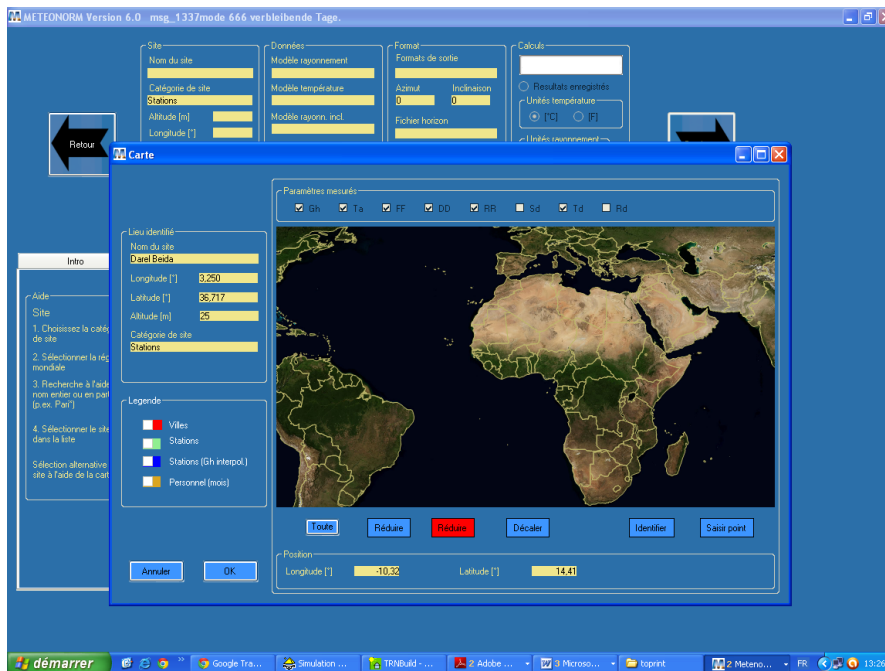 METEONORM Version 6.0 msg_1337mode 666 verbleibende Tage.
Site
Nom du site
Catégorie de site
Stations
Altitude [m]
Longitude [°]
Données
Modèle rayonnement
Modèle température
Modèle rayonn. incl.
Format
Formats de sortie
Azimut Inclinaison
0 0
Fichier horizon
Calculs
Resultats enregistrés
Unités température
[°C] [F]
Unités rayonnement
Retour
Carte
Paramètres mesurés
Gh Ta FF DD RR Sd Td Rd
Lieu identifié
Nom du site
Darel Beida
Longitude [°] 3,250
Latitude [°] 36,717
Altitude [m] 25
Catégorie de site
Stations
Legende
Villes
Stations
Stations (Gh interpol.)
Personnel (mois)
Intro
Aide
Site
1. Choisissez la catég
de site
2. Sélectionner la rég
mondiale
3. Recherche à l'aide
nom entier ou en part
(p.ex. Pari*)
4. Sélectionner le site
dans la liste
Sélection alternative
site à l'aide de la cart
Toute Réduire Réduire Décaler Identifier Saisir point
Position
Longitude [°] -10,32 Latitude [°] 14,41
Annuler OK
démarrer Google Tra... Simulation ... TRNBuild - ... 2 Adobe ... 3 Microso... toprint 2 Meteno... FR 13:26